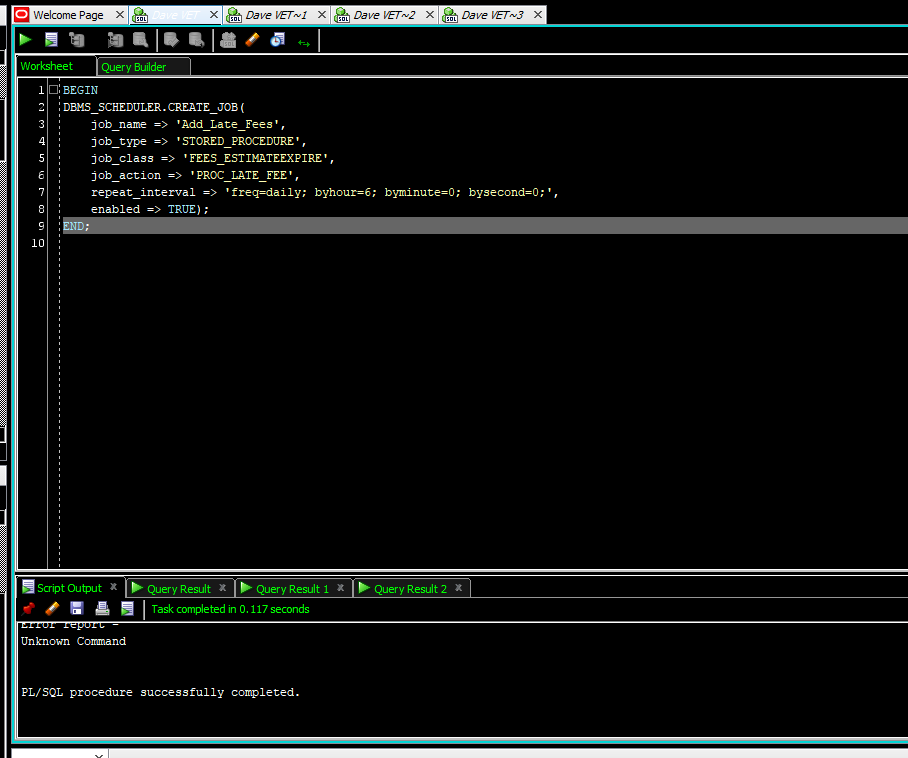 Welcome Page
Dave VET
Dave VET~1
Dave VET~2
Dave VET~3
Worksheet
Query Builder
1 BEGIN
2 DBMS_SCHEDULER.CREATE_JOB(
3 job_name => 'Add_Late_Fees',
4 job_type => 'STORED_PROCEDURE',
5 job_class => 'FEES_ESTIMATEEXPIRE',
6 job_action => 'PROC_LATE_FEE',
7 repeat_interval => 'freq=daily; byhour=6; byminute=0; bysecond=0;',
8 enabled => TRUE);
9 END;
10
Script Output
Query Result
Query Result 1
Query Result 2
Task completed in 0.117 seconds
Error report -
Unknown Command
PL/SQL procedure successfully completed.